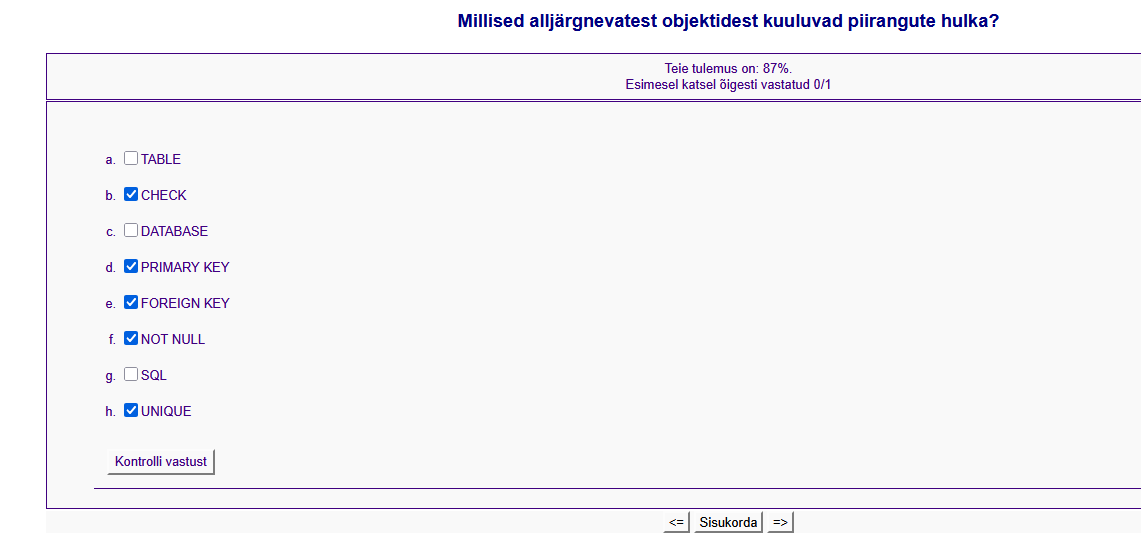 Millised alljärgnevatest objektidest kuuluvad piirangute hulka?
Teie tulemus on: 87%.
Esimesel katsel õigesti vastatud 0/1
a. TABLE
b. CHECK
c. DATABASE
d. PRIMARY KEY
e. FOREIGN KEY
f. NOT NULL
g. SQL
h. UNIQUE
Kontrolli vastust
<= Sisukorda =>